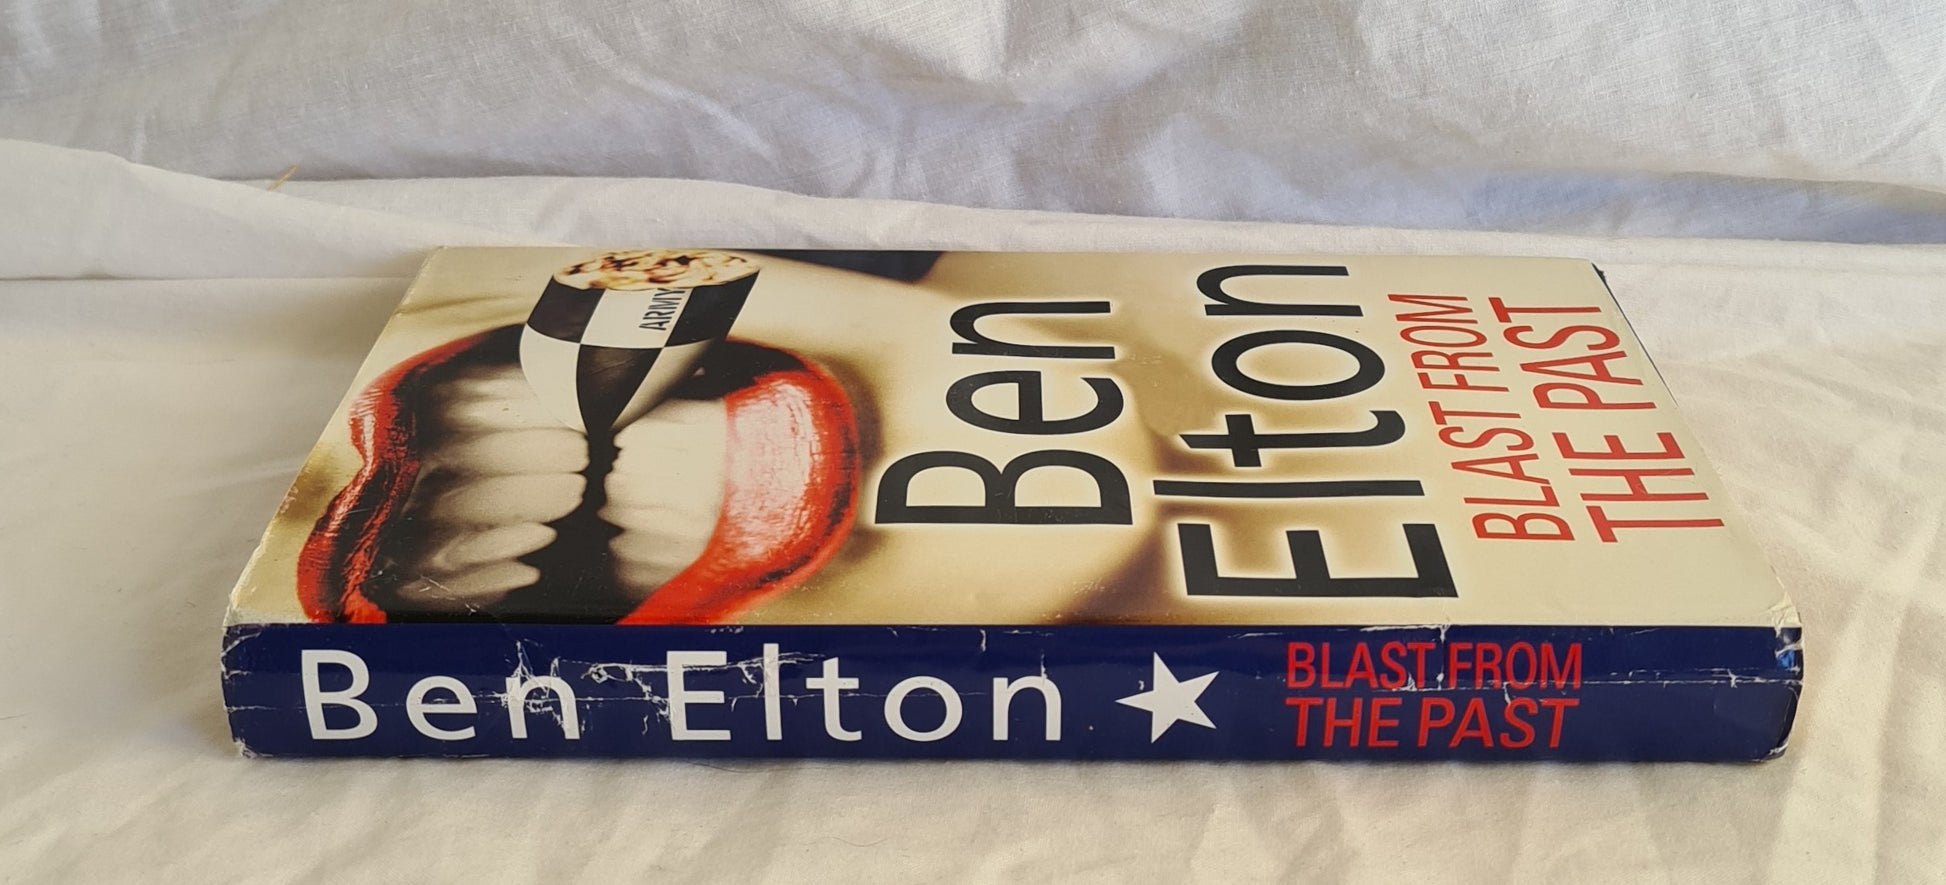 ARMY
Ben
Elton
BLAST FROM
THE PAST
Ben Elton ★ BLAST FROM
THE PAST